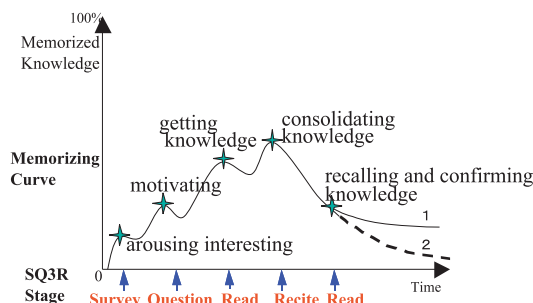 100%
Memorized
Knowledge
getting
knowledge
consolidating
knowledge
Memorizing
Curve
motivating
recalling and confirming
knowledge
arousing interesting
1
2
0
Time
SQ3R
Stage
Survey Question Read Recite Read